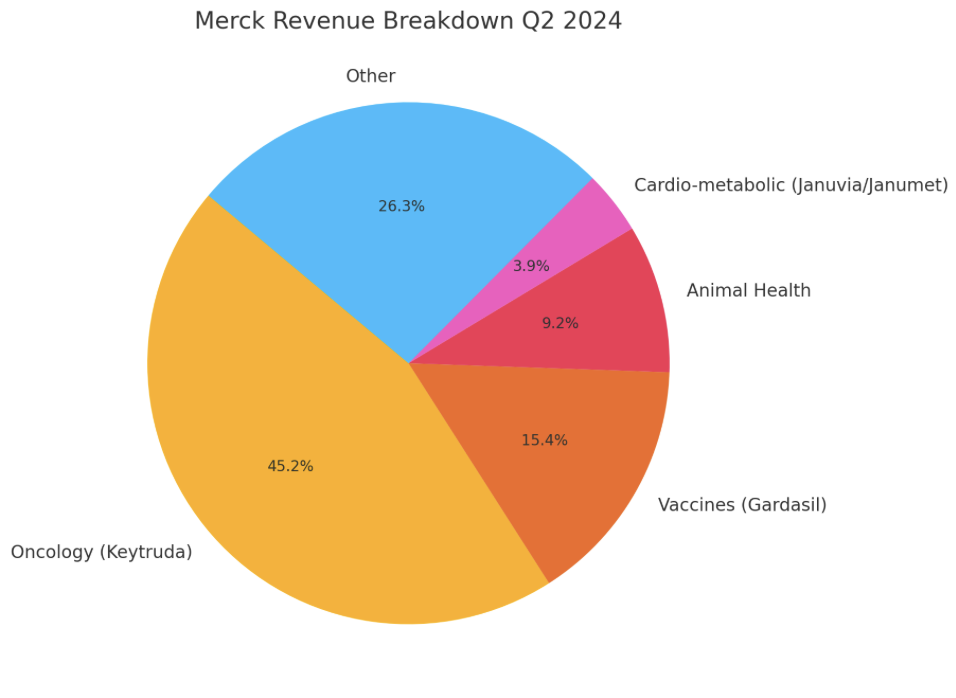 Merck Revenue Breakdown Q2 2024
Other
Cardio-metabolic (Januvia/Janumet)
26.3%
3.9%
Animal Health
9.2%
15.4%
45.2%
Vaccines (Gardasil)
Oncology (Keytruda)